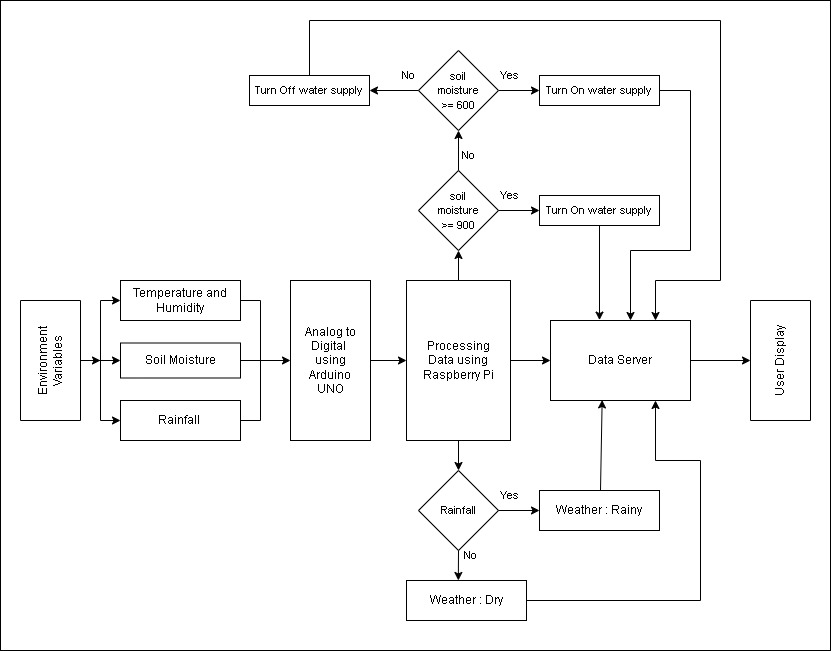 No
soil
moisture
>= 600
Yes
Turn Off water supply
Turn On water supply
No
soil
moisture
>= 900
Yes
Turn On water supply
Environment
Variables
Temperature and
Humidity
Soil Moisture
Rainfall
Analog to
Digital
using
Arduino
UNO
Processing
Data using
Raspberry Pi
Data Server
User Display
Rainfall
Yes
Weather : Rainy
No
Weather : Dry